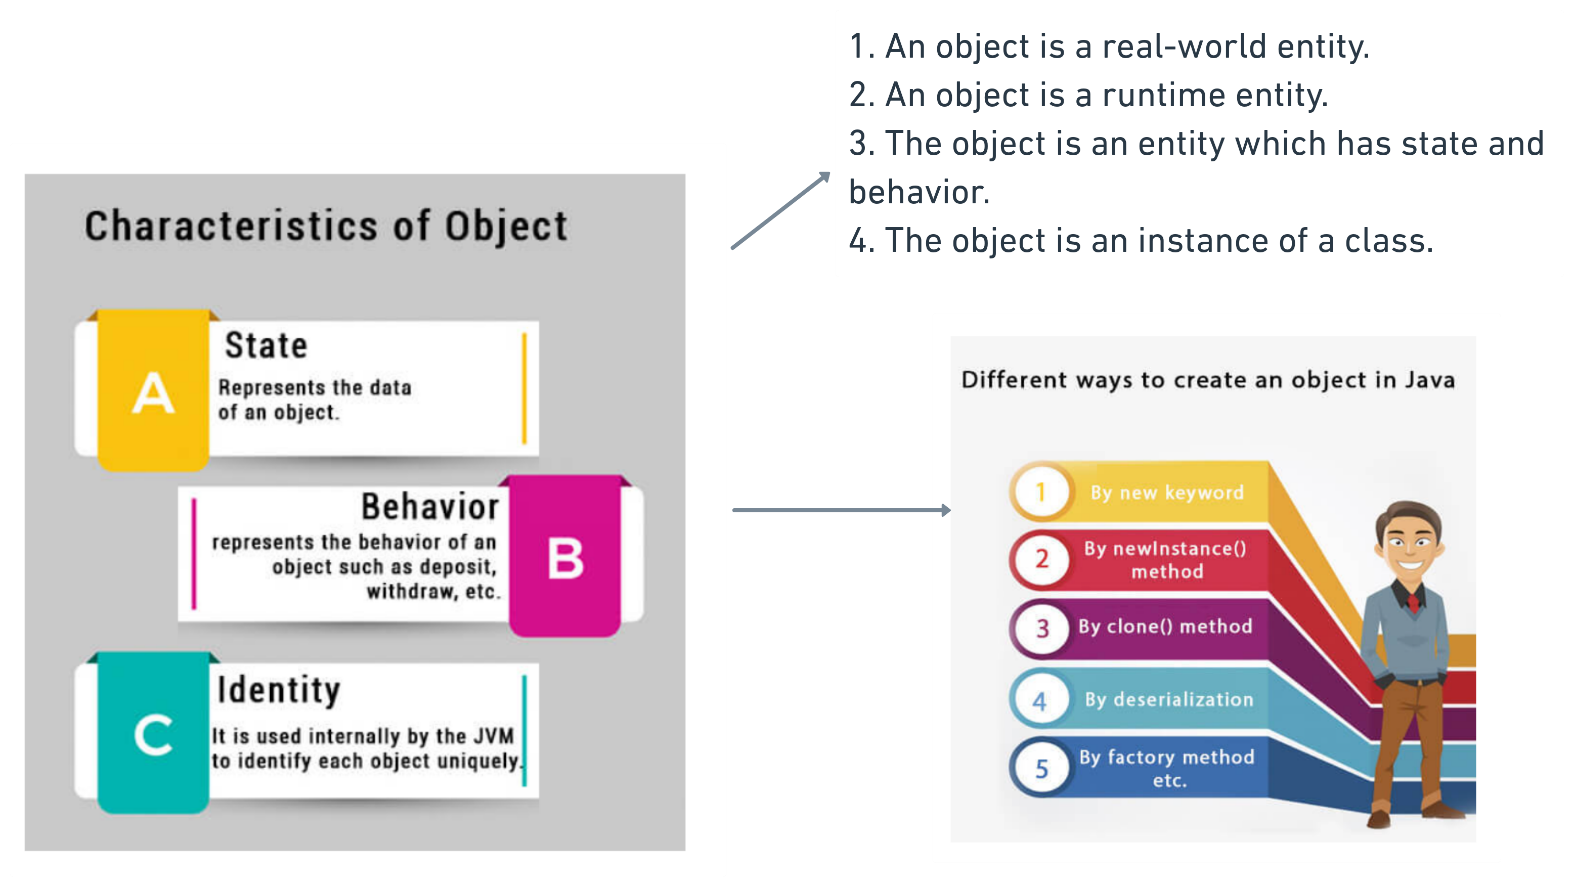 1. An object is a real-world entity.
2. An object is a runtime entity.
3. The object is an entity which has state and
behavior.
4. The object is an instance of a class.
Characteristics of Object
A
State
Represents the data
of an object.
Behavior
represents the behavior of an
object such as deposit,
withdraw, etc.
B
C
Identity
It is used internally by the JVM
to identify each object uniquely.
Different ways to create an object in Java
1 By new keyword
2 By newInstance()
method
3 By clone() method
4 By deserialization
5 By factory method
etc.